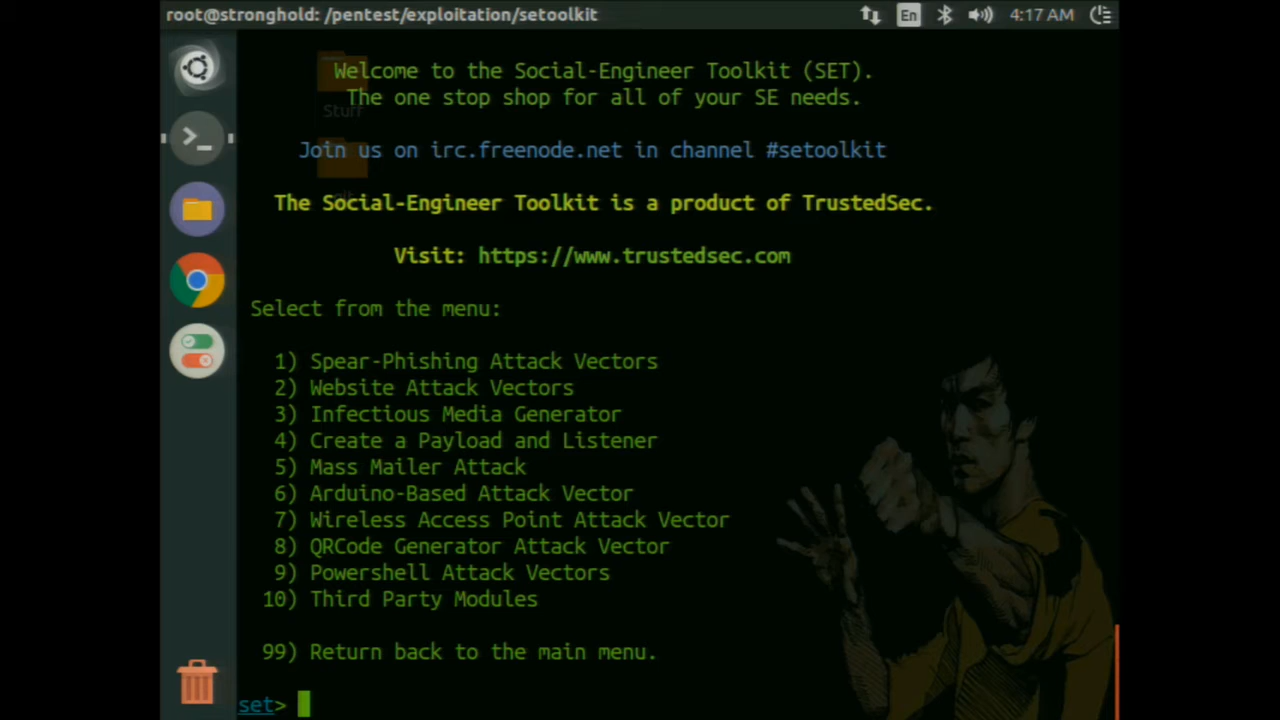 root@stronghold: /pentest/exploitation/setoolkit
En
4:17 AM
Welcome to the Social-Engineer Toolkit (SET).
The one stop shop for all of your SE needs.
Stuff
Join us on irc.freenode.net in channel #setoolkit
The Social-Engineer Toolkit is a product of TrustedSec.
Visit: https://www.trustedsec.com
Select from the menu:
1) Spear-Phishing Attack Vectors
2) Website Attack Vectors
3) Infectious Media Generator
4) Create a Payload and Listener
5) Mass Mailer Attack
6) Arduino-Based Attack Vector
7) Wireless Access Point Attack Vector
8) QRCode Generator Attack Vector
9) Powershell Attack Vectors
10) Third Party Modules
99) Return back to the main menu.
set>